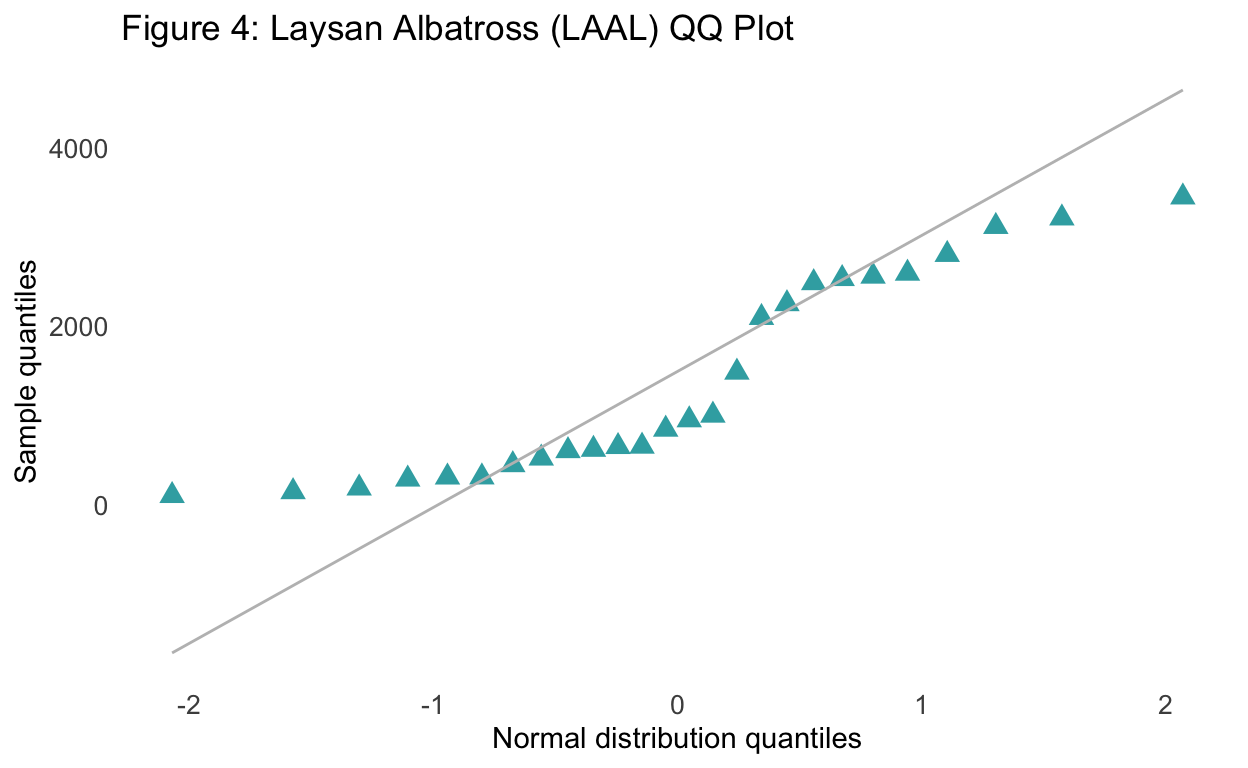 Figure 4: Laysan Albatross (LAAL) QQ Plot
4000
2000
0
Sample quantiles
-2 -1 0 1 2
Normal distribution quantiles